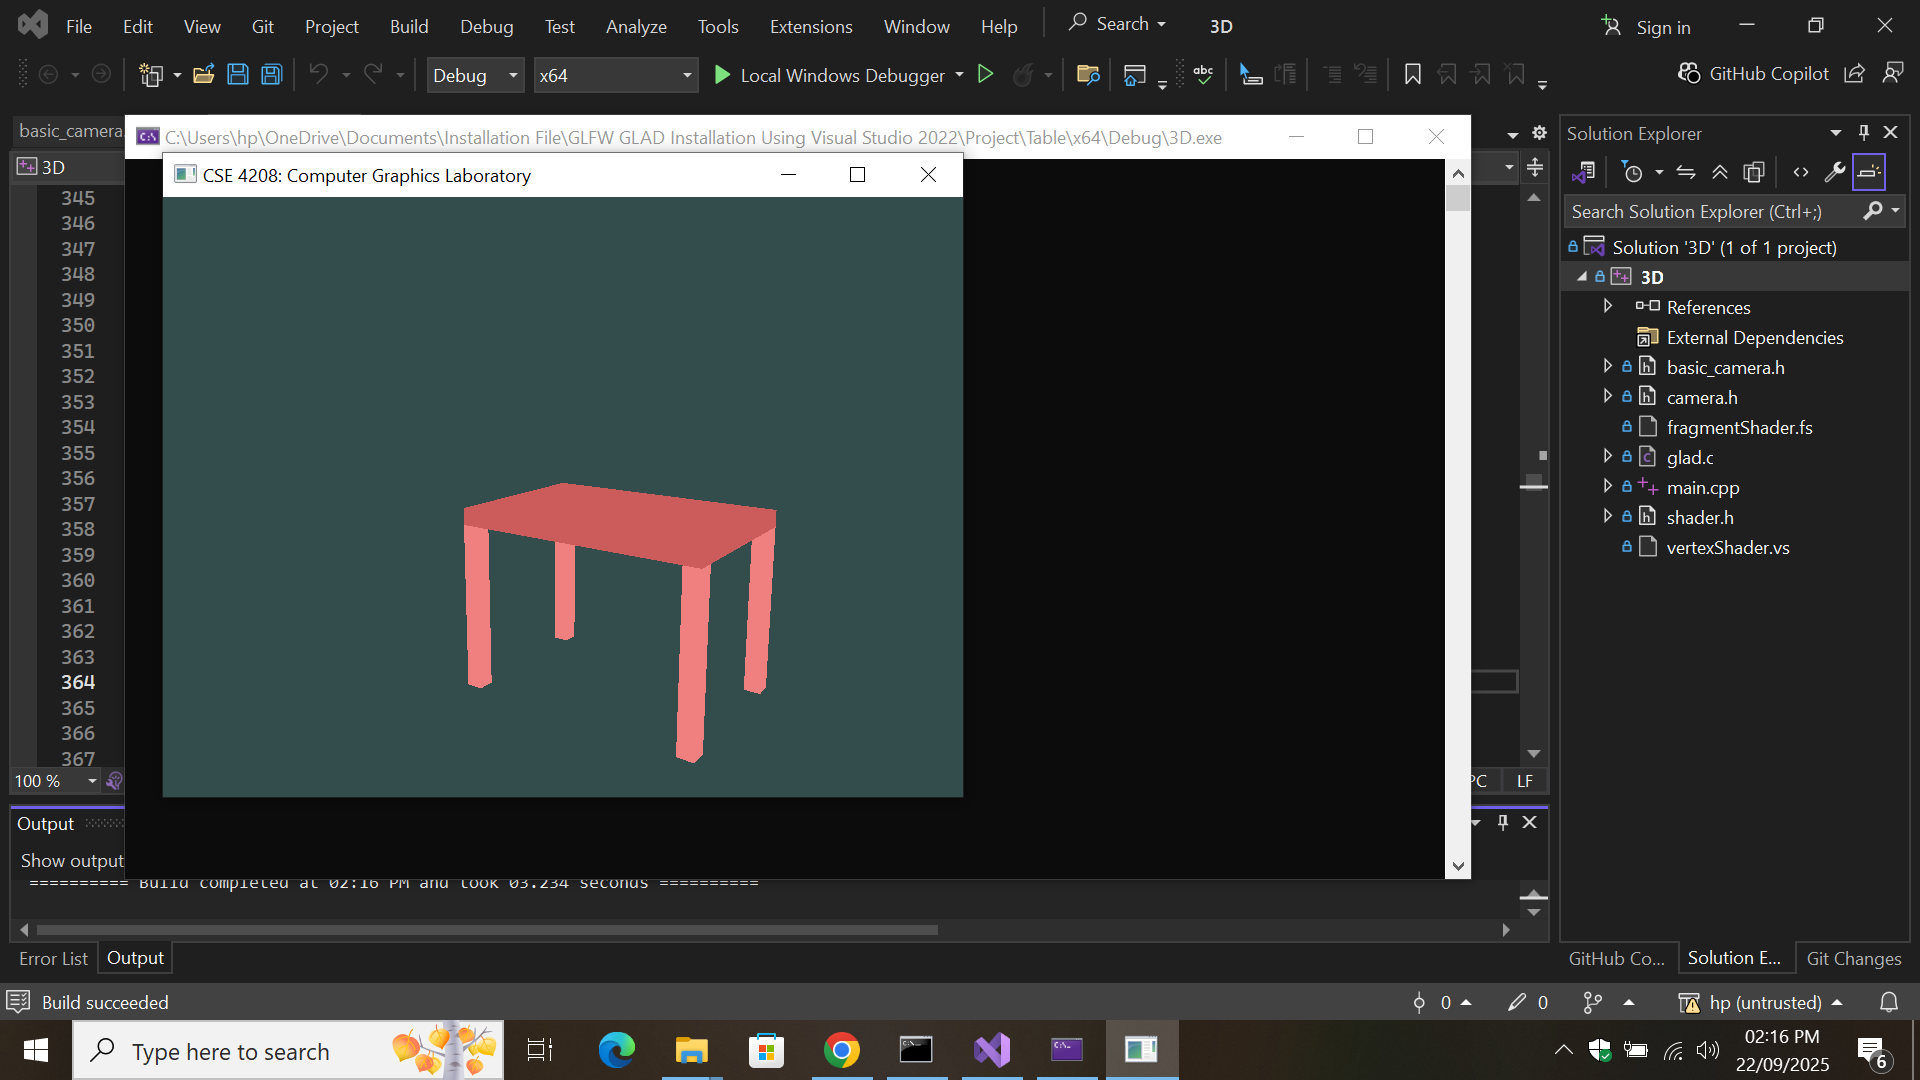 File Edit View Git Project Build Debug Test Analyze Tools Extensions Window Help Search 3D Sign in
Debug x64 Local Windows Debugger abc GitHub Copilot
basic_camera.
C:\Users\hp\OneDrive\Documents\Installation File\GLFW GLAD Installation Using Visual Studio 2022\Project\Table\x64\Debug\3D.exe
3D
CSE 4208: Computer Graphics Laboratory
345
346
347
348
349
350
351
352
353
354
355
356
357
358
359
360
361
362
363
364
365
366
367
100 %
PC LF
Output
Show output
========== Build completed at 02:16 PM and took 03.234 seconds ==========
Error List Output
Solution Explorer
Search Solution Explorer (Ctrl+;)
Solution '3D' (1 of 1 project)
3D
References
External Dependencies
basic_camera.h
camera.h
fragmentShader.fs
glad.c
main.cpp
shader.h
vertexShader.vs
GitHub Co... Solution E... Git Changes
Build succeeded
0 0 hp (untrusted)
Type here to search
02:16 PM
22/09/2025
6